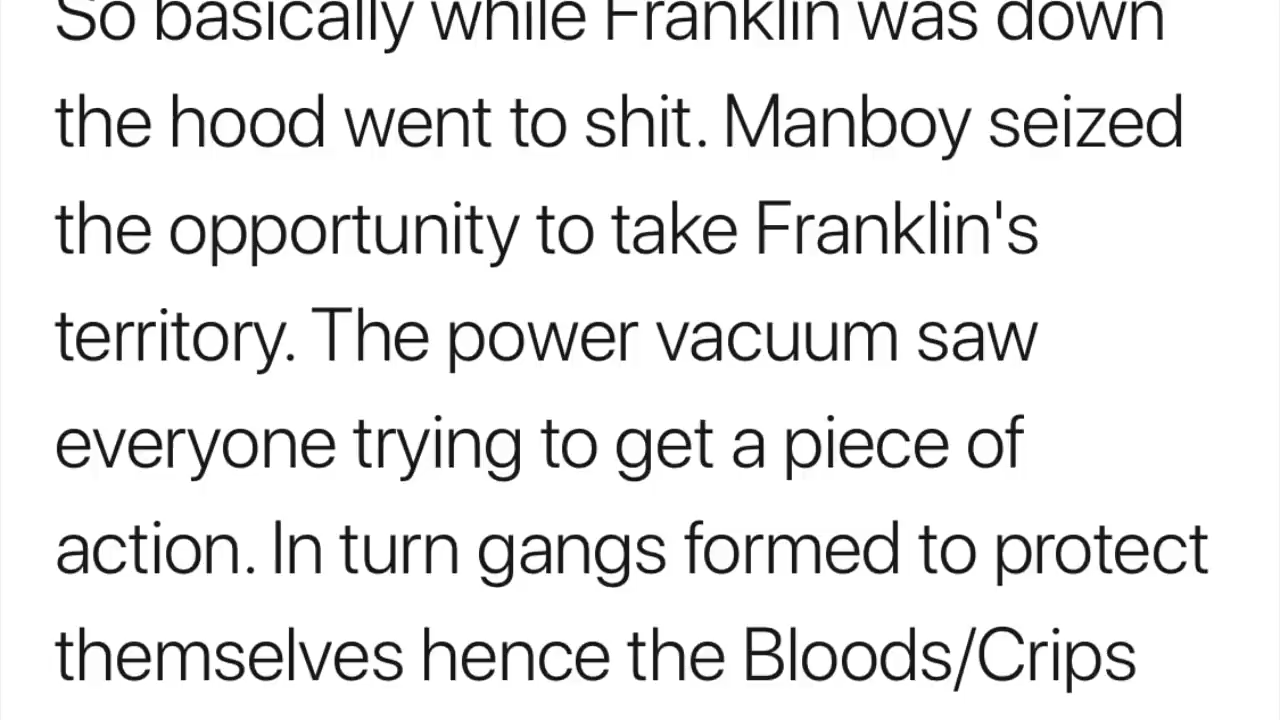 So basically while Franklin was down
the hood went to shit. Manboy seized
the opportunity to take Franklin's
territory. The power vacuum saw
everyone trying to get a piece of
action. In turn gangs formed to protect
themselves hence the Bloods/Crips